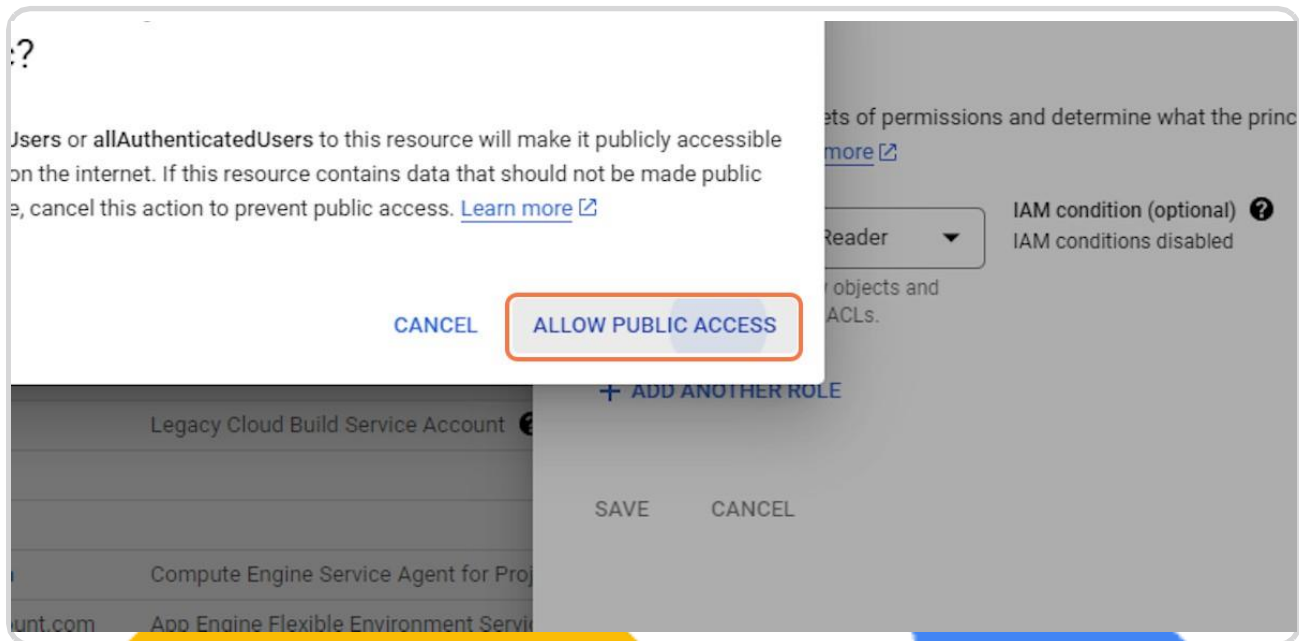 :?
Users or allAuthenticatedUsers to this resource will make it publicly accessible
on the internet. If this resource contains data that should not be made public
e, cancel this action to prevent public access. Learn more
CANCEL
ALLOW PUBLIC ACCESS
ets of permissions and determine what the princ
more
Reader
IAM condition (optional)
IAM conditions disabled
objects and
ACLs.
+ ADD ANOTHER ROLE
SAVE
CANCEL
Legacy Cloud Build Service Account
Compute Engine Service Agent for Proj
unt.com
App Engine Flexible Environment Servic